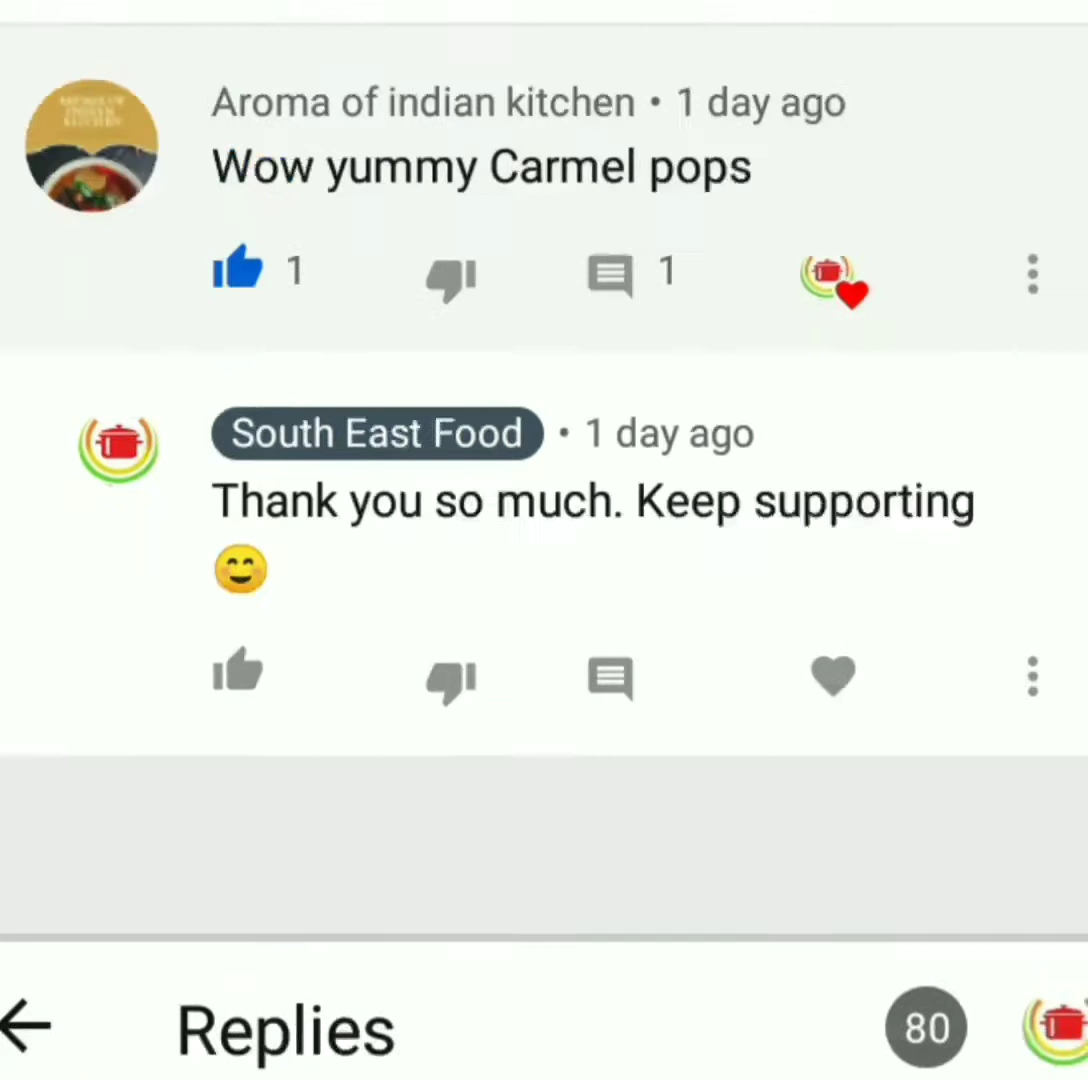 Aroma of indian kitchen • 1 day ago
Wow yummy Carmel pops
1 1
South East Food • 1 day ago
Thank you so much. Keep supporting
😊
Replies 80